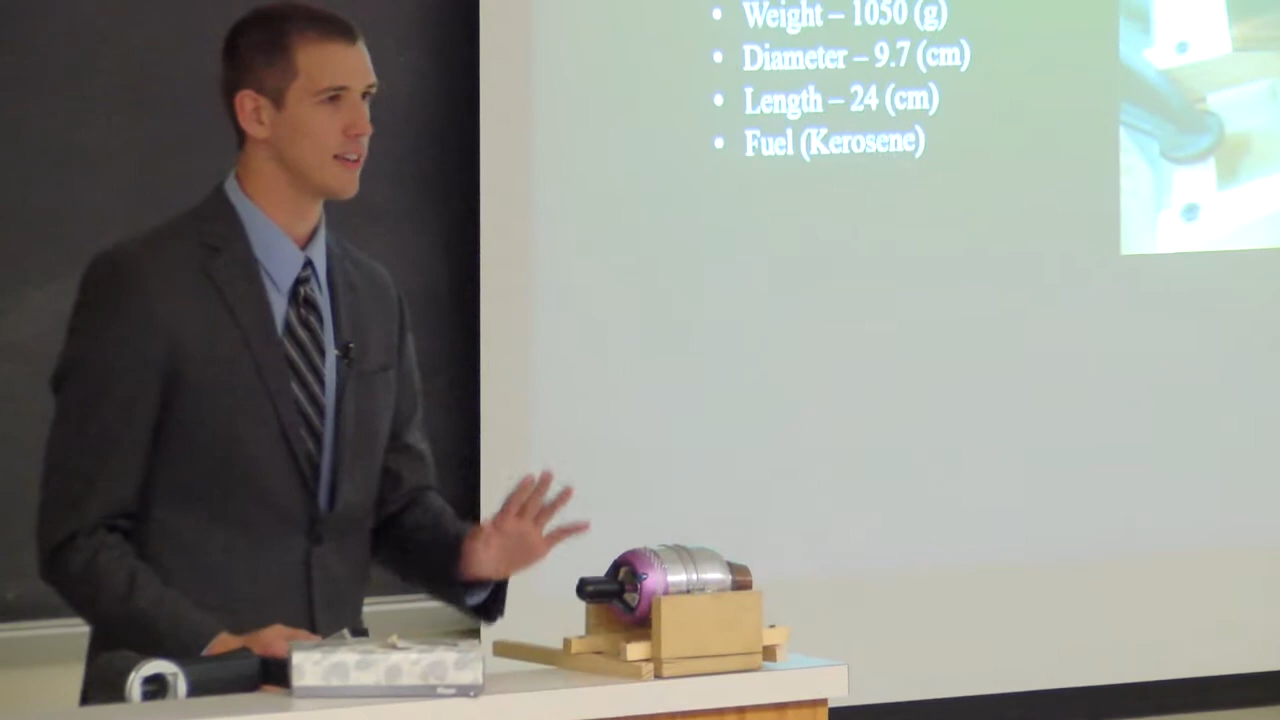 • Weight – 1050 (g)
• Diameter – 9.7 (cm)
• Length – 24 (cm)
• Fuel (Kerosene)